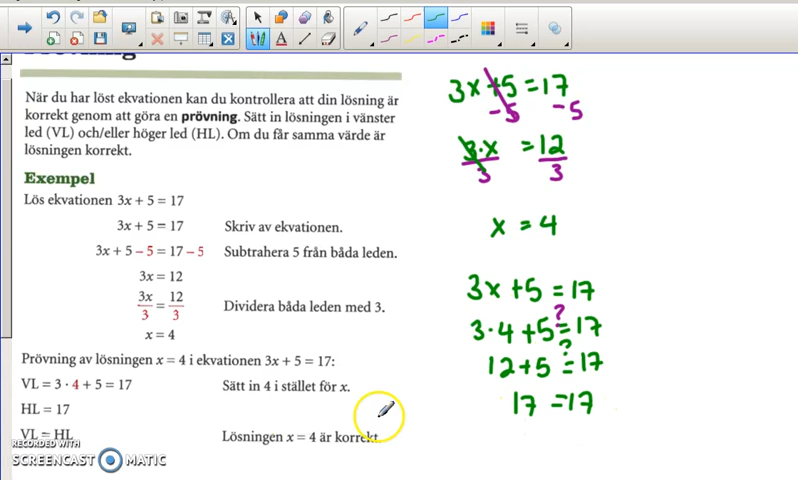 Prövning
När du har löst ekvationen kan du kontrollera att din lösning är
korrekt genom att göra en prövning. Sätt in lösningen i vänster
led (VL) och/eller höger led (HL). Om du får samma värde är
lösningen korrekt.
Exempel
Lös ekvationen 3x + 5 = 17
3x + 5 = 17 Skriv av ekvationen.
3x + 5 − 5 = 17 − 5 Subtrahera 5 från båda leden.
3x = 12
3x/3 = 12/3 Dividera båda leden med 3.
x = 4
Prövning av lösningen x = 4 i ekvationen 3x + 5 = 17:
VL = 3 · 4 + 5 = 17 Sätt in 4 i stället för x.
HL = 17
VL = HL Lösningen x = 4 är korrekt.
RECORDED WITH
SCREENCAST MATIC
3x +5 = 17
−5 −5
3·x/3 = 12/3
x = 4
3x +5 = 17
?
3·4 +5 = 17
?
12+5 = 17
17 = 17